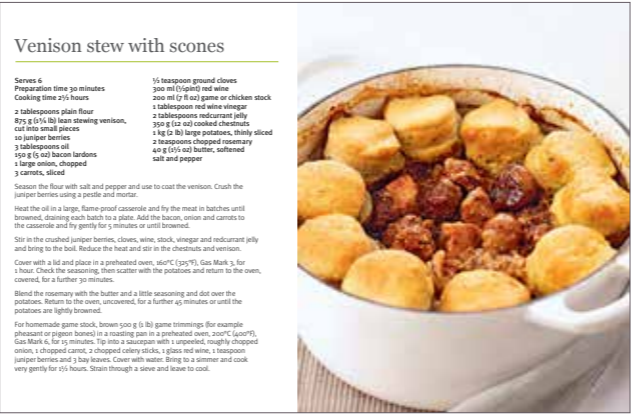 Venison stew with scones
Serves 6
Preparation time 30 minutes
Cooking time 2½ hours
2 tablespoons plain flour
875 g (1¾ lb) lean stewing venison,
cut into small pieces
10 juniper berries
3 tablespoons oil
150 g (5 oz) bacon lardons
1 large onion, chopped
3 carrots, sliced
½ teaspoon ground cloves
300 ml (½pint) red wine
200 ml (7 fl oz) game or chicken stock
1 tablespoon red wine vinegar
2 tablespoons redcurrant jelly
350 g (12 oz) cooked chestnuts
1 kg (2 lb) large potatoes, thinly sliced
2 teaspoons chopped rosemary
40 g (1½ oz) butter, softened
salt and pepper
Season the flour with salt and pepper and use to coat the venison. Crush the
juniper berries using a pestle and mortar.
Heat the oil in a large, flame-proof casserole and fry the meat in batches until
browned, draining each batch to a plate. Add the bacon, onion and carrots to
the casserole and fry gently for 5 minutes or until browned.
Stir in the crushed juniper berries, cloves, wine, stock, vinegar and redcurrant jelly
and bring to the boil. Reduce the heat and stir in the chestnuts and venison.
Cover with a lid and place in a preheated oven, 160°C (325°F), Gas Mark 3, for
1 hour. Check the seasoning, then scatter with the potatoes and return to the oven,
covered, for a further 30 minutes.
Blend the rosemary with the butter and a little seasoning and dot over the
potatoes. Return to the oven, uncovered, for a further 45 minutes or until the
potatoes are lightly browned.
For homemade game stock, brown 500 g (1 lb) game trimmings (for example
pheasant or pigeon bones) in a roasting pan in a preheated oven, 200°C (400°F),
Gas Mark 6, for 15 minutes. Tip into a saucepan with 1 unpeeled, roughly chopped
onion, 1 chopped carrot, 2 chopped celery sticks, 1 glass red wine, 1 teaspoon
juniper berries and 3 bay leaves. Cover with water. Bring to a simmer and cook
very gently for 1½ hours. Strain through a sieve and leave to cool.